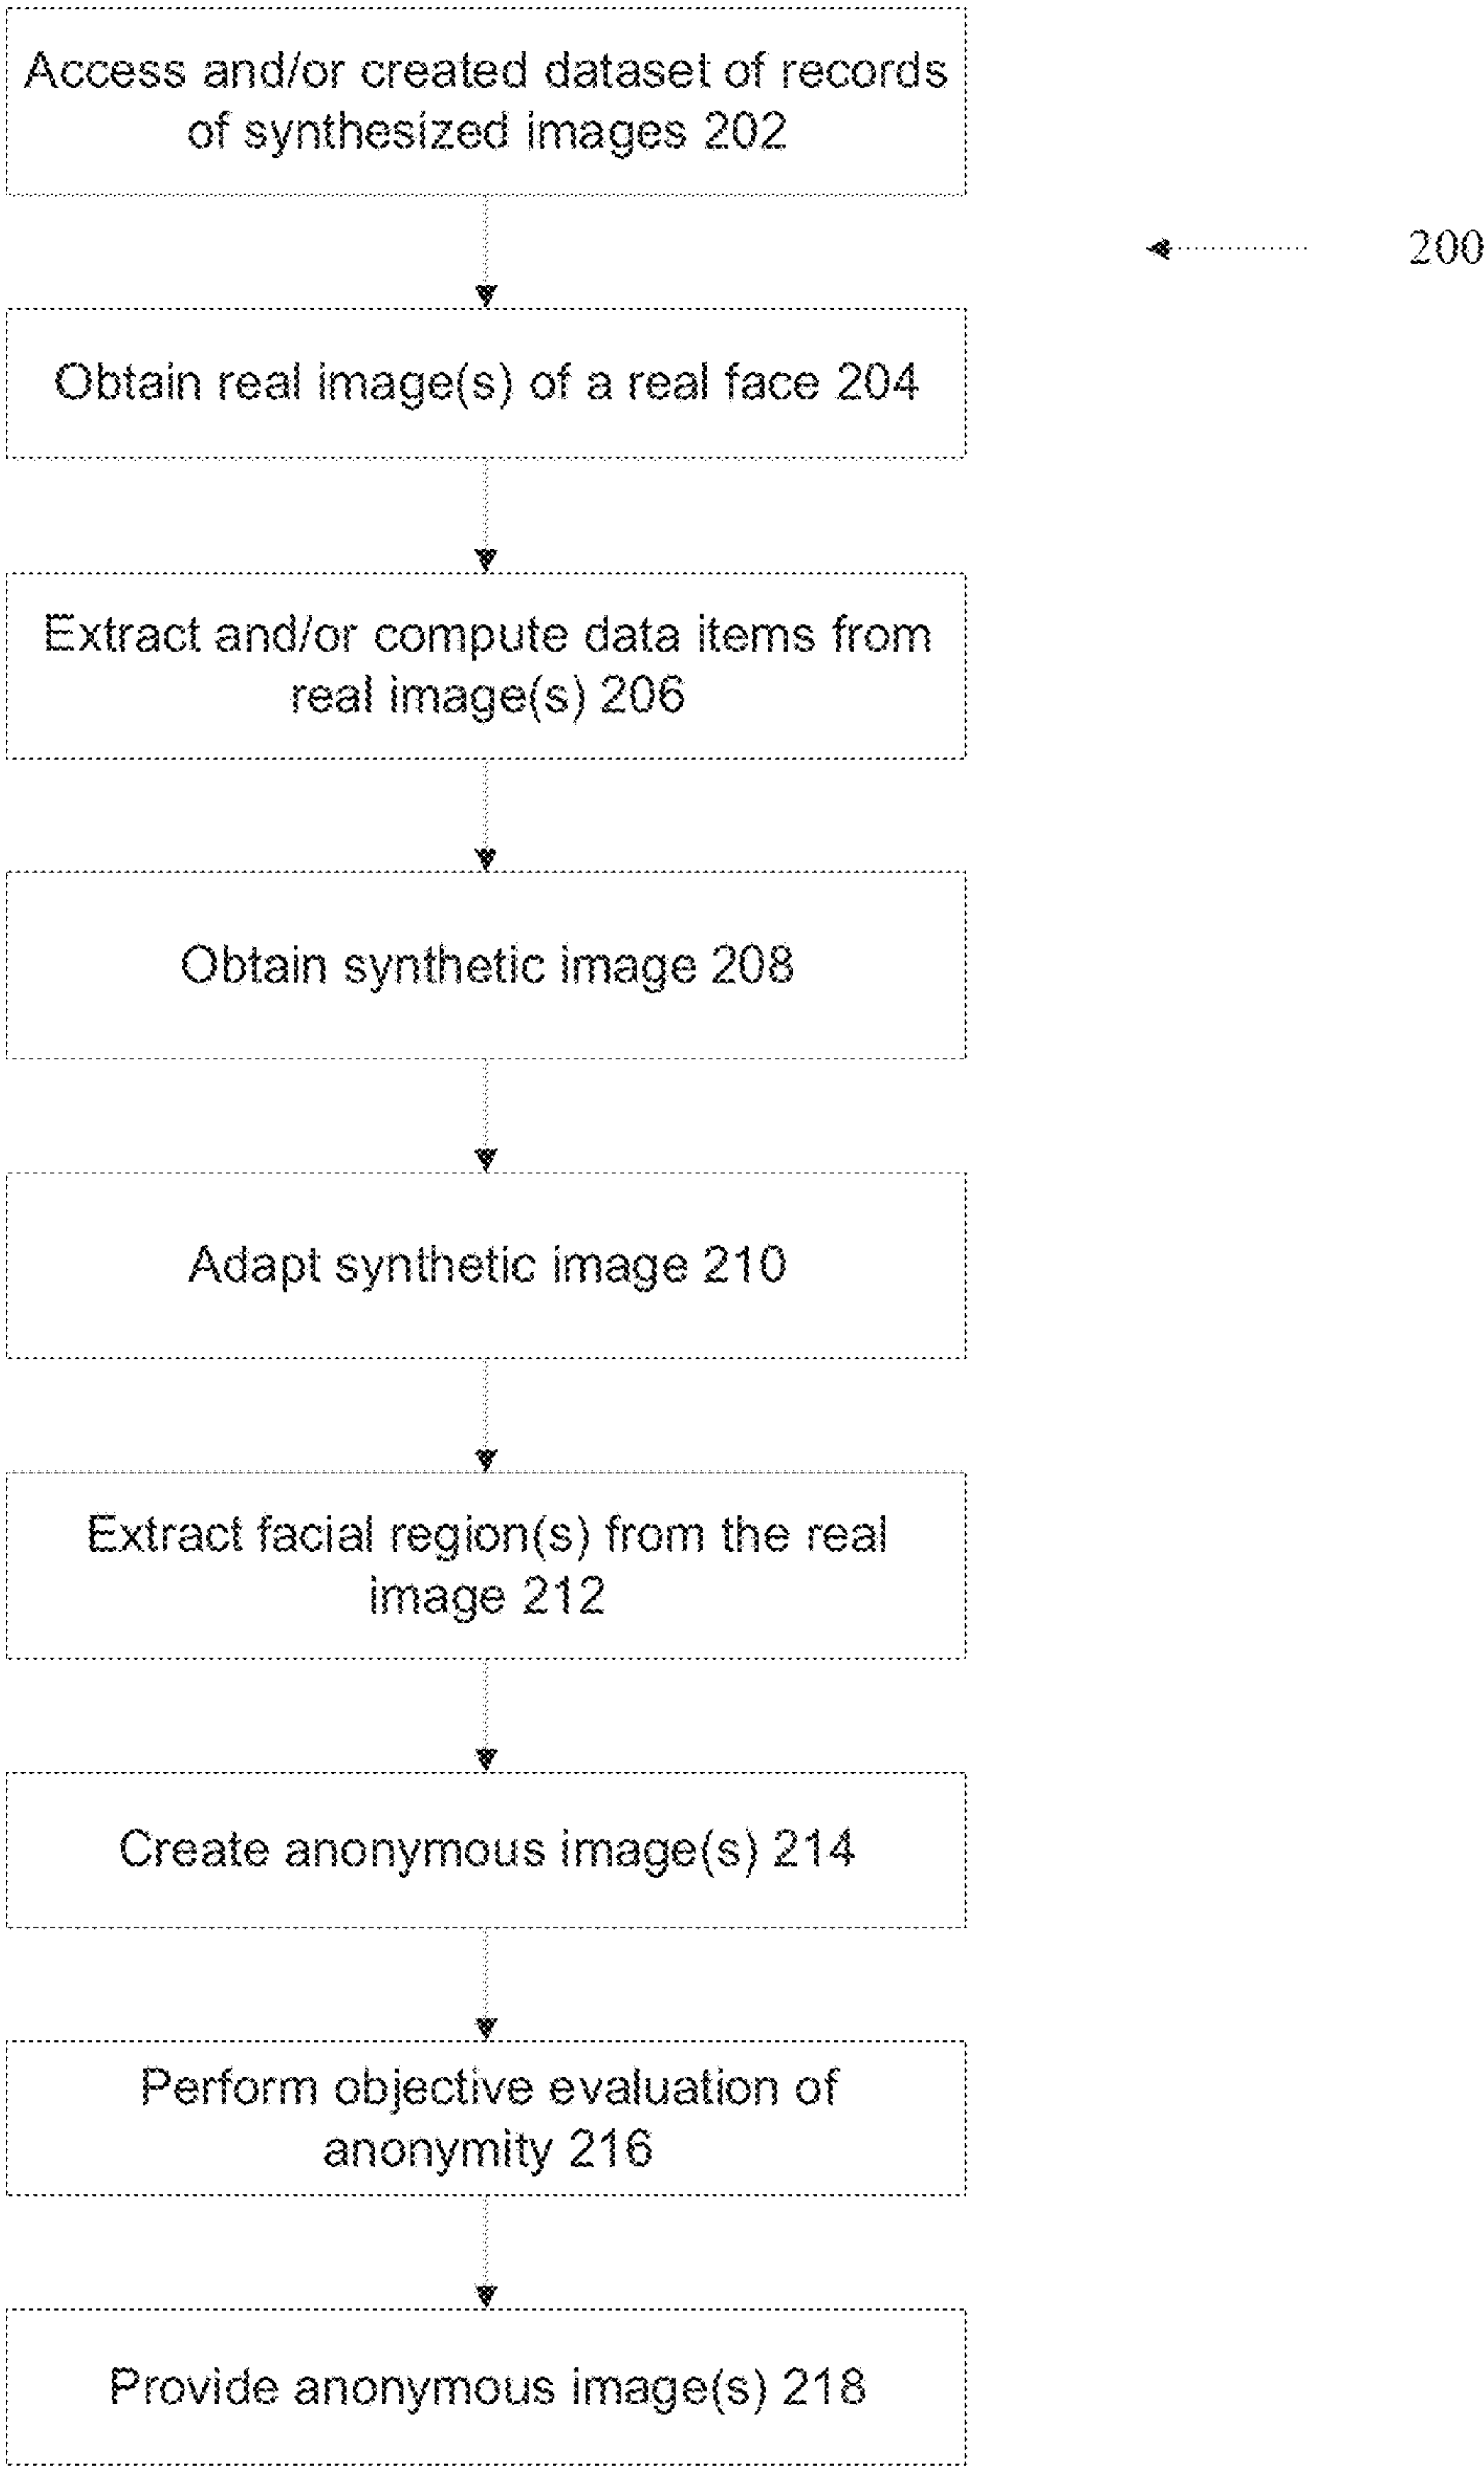 Access and/or created dataset of records
of synthesized images 202
200
Obtain real image(s) of a real face 204
Extract and/or compute data items from
real image(s) 206
Obtain synthetic image 208
Adapt synthetic image 210
Extract facial region(s) from the real
image 212
Create anonymous image(s) 214
Perform objective evaluation of
anonymity 216
Provide anonymous image(s) 218